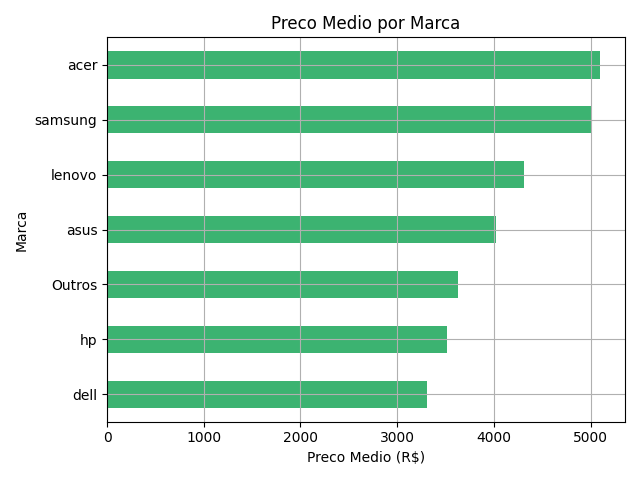 Preco Medio por Marca
acer
samsung
lenovo
asus
Outros
hp
dell
Marca
0 1000 2000 3000 4000 5000
Preco Medio (R$)